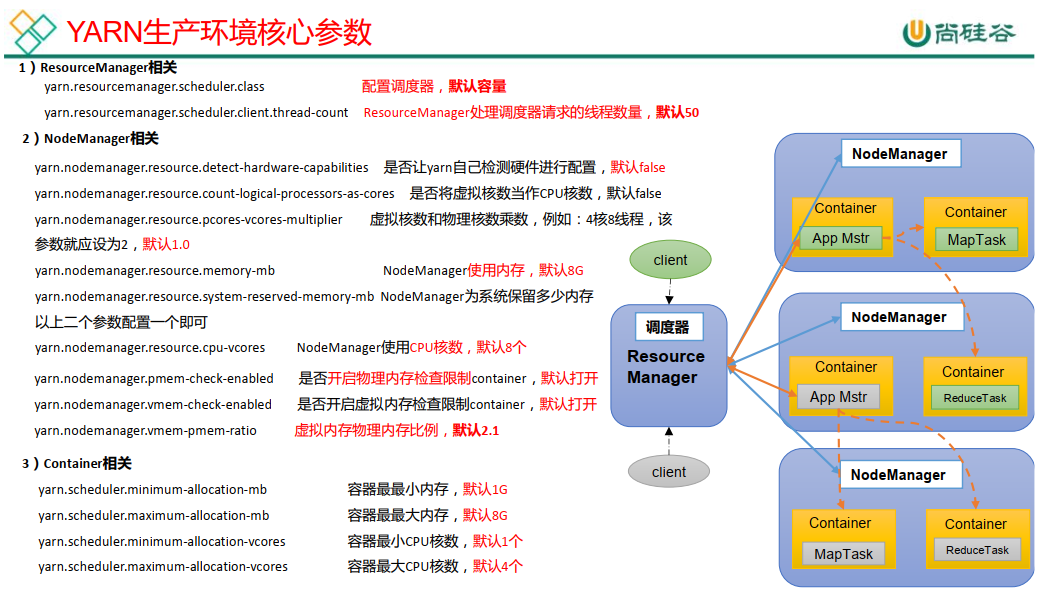 YARN生产环境核心参数
尚硅谷
1）ResourceManager相关
yarn.resourcemanager.scheduler.class 配置调度器，默认容量
yarn.resourcemanager.scheduler.client.thread-count ResourceManager处理调度器请求的线程数量，默认50
2）NodeManager相关
yarn.nodemanager.resource.detect-hardware-capabilities 是否让yarn自己检测硬件进行配置，默认false
yarn.nodemanager.resource.count-logical-processors-as-cores 是否将虚拟核数当作CPU核数，默认false
yarn.nodemanager.resource.pcores-vcores-multiplier 虚拟核数和物理核数乘数，例如：4核8线程，该
参数就应设为2，默认1.0
yarn.nodemanager.resource.memory-mb NodeManager使用内存，默认8G
yarn.nodemanager.resource.system-reserved-memory-mb NodeManager为系统保留多少内存
以上二个参数配置一个即可
yarn.nodemanager.resource.cpu-vcores NodeManager使用CPU核数，默认8个
yarn.nodemanager.pmem-check-enabled 是否开启物理内存检查限制container，默认打开
yarn.nodemanager.vmem-check-enabled 是否开启虚拟内存检查限制container，默认打开
yarn.nodemanager.vmem-pmem-ratio 虚拟内存物理内存比例，默认2.1
3）Container相关
yarn.scheduler.minimum-allocation-mb 容器最最小内存，默认1G
yarn.scheduler.maximum-allocation-mb 容器最最大内存，默认8G
yarn.scheduler.minimum-allocation-vcores 容器最小CPU核数，默认1个
yarn.scheduler.maximum-allocation-vcores 容器最大CPU核数，默认4个
client
调度器
Resource
Manager
client
NodeManager
Container
App Mstr
Container
MapTask
NodeManager
Container
App Mstr
Container
ReduceTask
NodeManager
Container
MapTask
Container
ReduceTask